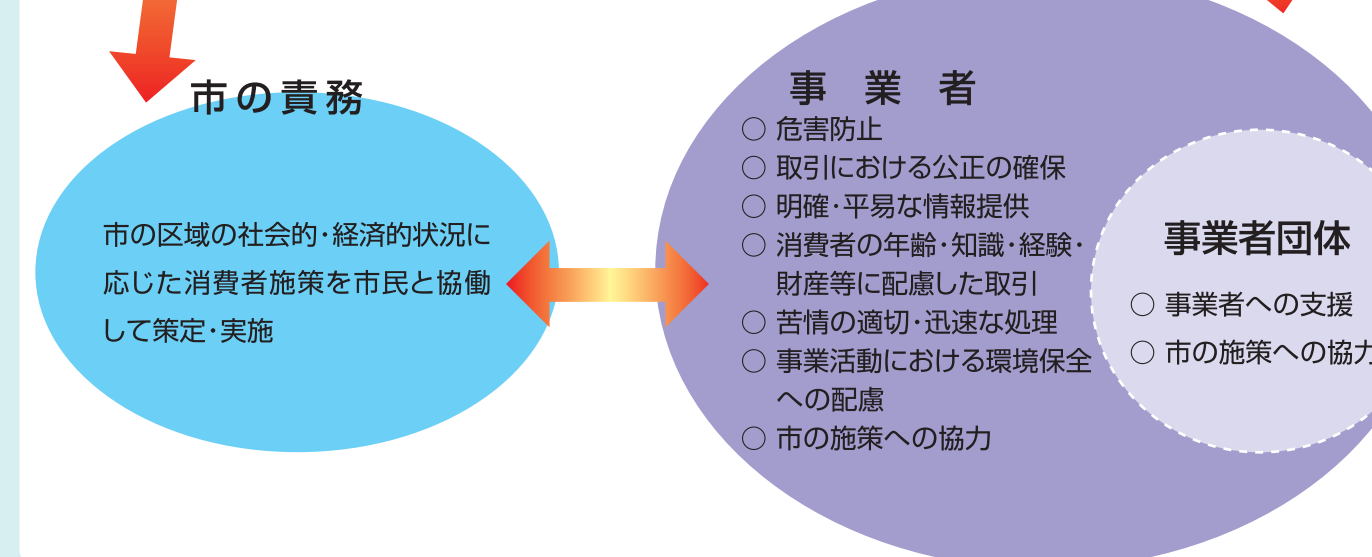 市の責務
市の区域の社会的・経済的状況に
応じた消費者施策を市民と協働
して策定・実施
事業者
○ 危害防止
○ 取引における公正の確保
○ 明確・平易な情報提供
○ 消費者の年齢・知識・経験・
財産等に配慮した取引
○ 苦情の適切・迅速な処理
○ 事業活動における環境保全
への配慮
○ 市の施策への協力
事業者団体
○ 事業者への支援
○ 市の施策への協力